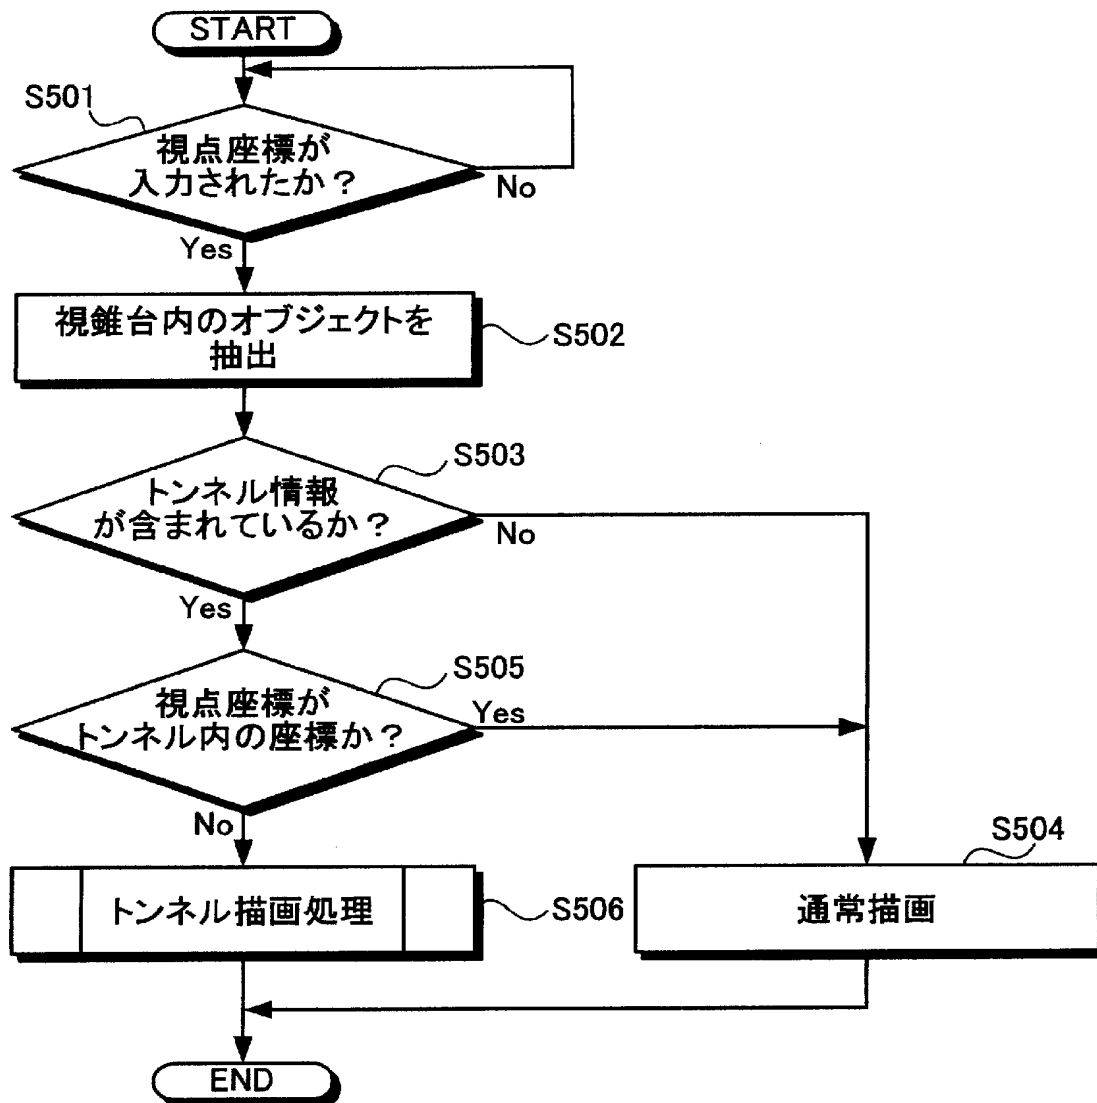 START
S501
視点座標が
入力されたか？
No
Yes
視錐台内のオブジェクトを
抽出
S502
S503
トンネル情報
が含まれているか？
No
Yes
S505
視点座標が
トンネル内の座標か？
Yes
No
S504
トンネル描画処理
S506
通常描画
END